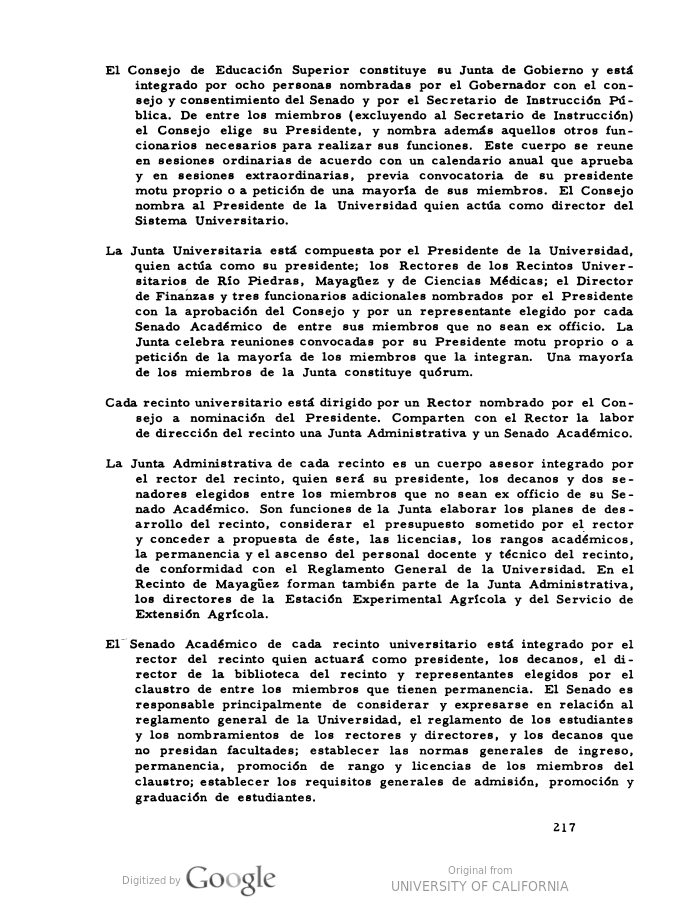 El Consejo de Educación Superior constituye su Junta de Gobierno y está
integrado por ocho personas nombradas por el Gobernador con el con-
sejo y consentimiento del Senado y por el Secretario de Instrucción Pú-
blica. De entre los miembros (excluyendo al Secretario de Instrucción)
el Consejo elige su Presidente, y nombra además aquellos otros fun-
cionarios necesarios para realizar sus funciones. Este cuerpo se reune
en sesiones ordinarias de acuerdo con un calendario anual que aprueba
y en sesiones extraordinarias, previa convocatoria de su presidente
motu proprio o a petición de una mayoría de sus miembros. El Consejo
nombra al Presidente de la Universidad quien actúa como director del
Sistema Universitario.
La Junta Universitaria está compuesta por el Presidente de la Universidad,
quien actúa como su presidente; los Rectores de los Recintos Univer-
sitarios de Río Piedras, Mayagüez y de Ciencias Médicas; el Director
de Finanzas y tres funcionarios adicionales nombrados por el Presidente
con la aprobación del Consejo y por un representante elegido por cada
Senado Académico de entre sus miembros que no sean ex officio. La
Junta celebra reuniones convocadas por su Presidente motu proprio o a
petición de la mayoría de los miembros que la integran. Una mayoría
de los miembros de la Junta constituye quórum.
Cada recinto universitario está dirigido por un Rector nombrado por el Con-
sejo a nominación del Presidente. Comparten con el Rector la labor
de dirección del recinto una Junta Administrativa y un Senado Académico.
La Junta Administrativa de cada recinto es un cuerpo asesor integrado por
el rector del recinto, quien será su presidente, los decanos y dos se-
nadores elegidos entre los miembros que no sean ex officio de su Se-
nado Académico. Son funciones de la Junta elaborar los planes de des-
arrollo del recinto, considerar el presupuesto sometido por el rector
y conceder a propuesta de éste, las licencias, los rangos académicos,
la permanencia y el ascenso del personal docente y técnico del recinto,
de conformidad con el Reglamento General de la Universidad. En el
Recinto de Mayagüez forman también parte de la Junta Administrativa,
los directores de la Estación Experimental Agrícola y del Servicio de
Extensión Agrícola.
El Senado Académico de cada recinto universitario está integrado por el
rector del recinto quien actuará como presidente, los decanos, el di-
rector de la biblioteca del recinto y representantes elegidos por el
claustro de entre los miembros que tienen permanencia. El Senado es
responsable principalmente de considerar y expresarse en relación al
reglamento general de la Universidad, el reglamento de los estudiantes
y los nombramientos de los rectores y directores, y los decanos que
no presidan facultades; establecer las normas generales de ingreso,
permanencia, promoción de rango y licencias de los miembros del
claustro; establecer los requisitos generales de admisión, promoción y
graduación de estudiantes.
217
Digitized by Google
Original from
UNIVERSITY OF CALIFORNIA